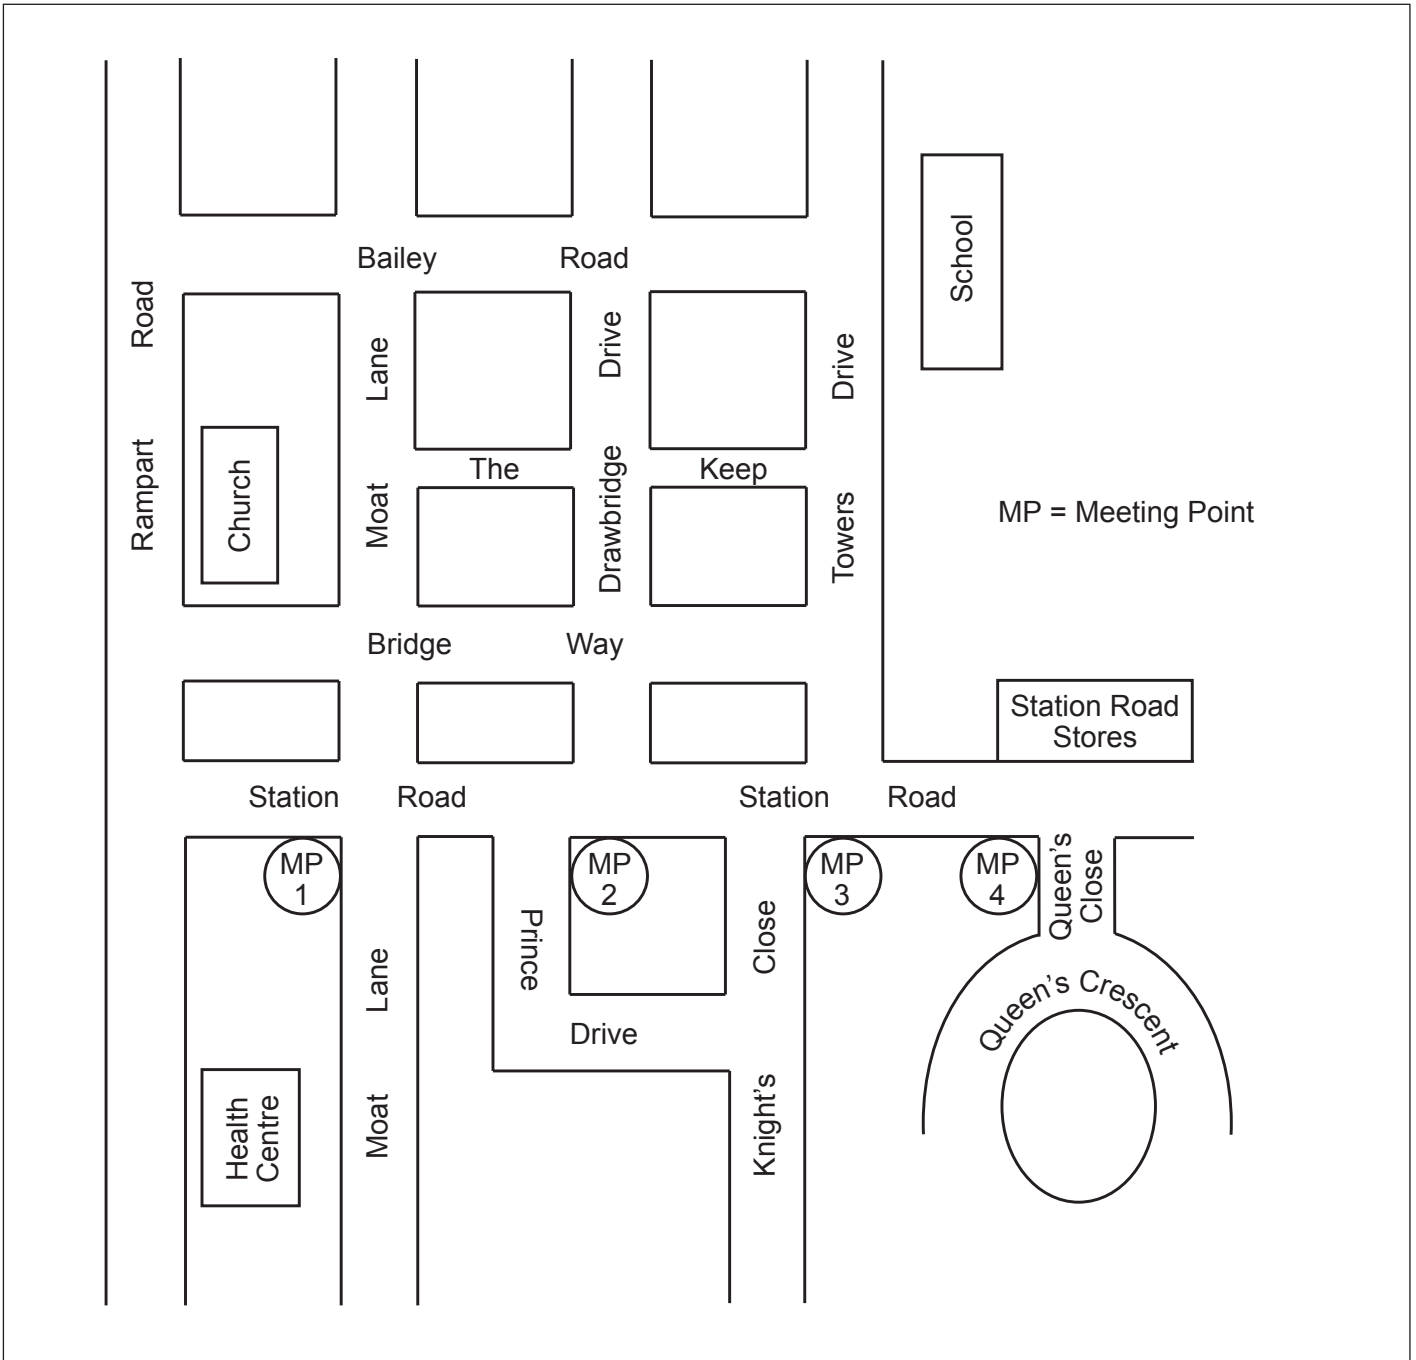 Bailey Road
School
Rampart Road
Moat Lane
Drawbridge Drive
Towers Drive
Church
The Keep
MP = Meeting Point
Bridge Way
Station Road
Stores
Station Road
Station Road
MP
1
MP
2
MP
3
MP
4
Queen's
Close
Prince
Drive
Moat Lane
Knight's Close
Queen's Crescent
Health
Centre